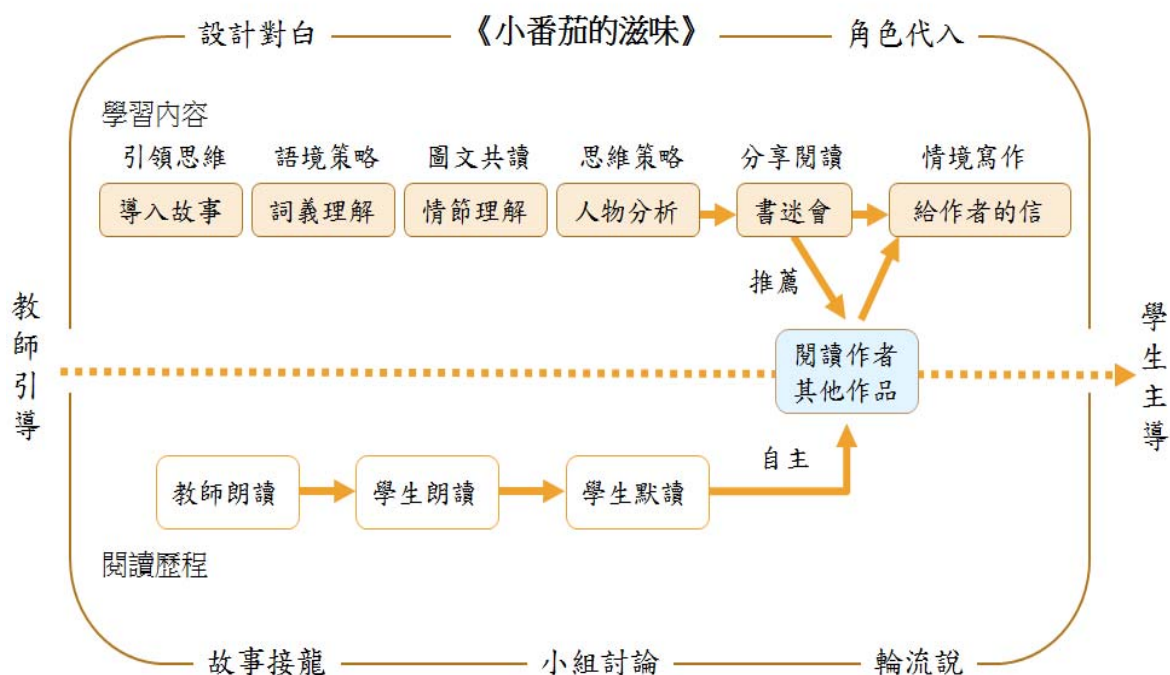 設計對白
《小番茄的滋味》
角色代入
學習內容
引領思維
語境策略
圖文共讀
思維策略
分享閱讀
情境寫作
導入故事
詞義理解
情節理解
人物分析
書迷會
給作者的信
推薦
教師引導
閱讀作者
其他作品
學生主導
自主
教師朗讀
學生朗讀
學生默讀
閱讀歷程
故事接龍
小組討論
輪流說